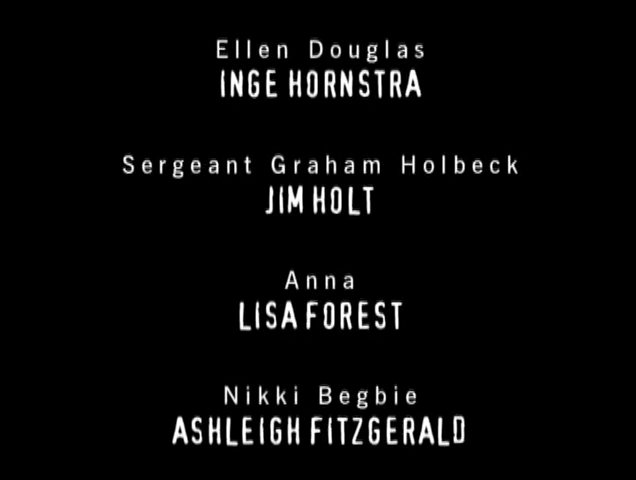 Ellen Douglas
INGE HORNSTRA
Sergeant Graham Holbeck
JIM HOLT
Anna
LISA FOREST
Nikki Begbie
ASHLEIGH FITZGERALD